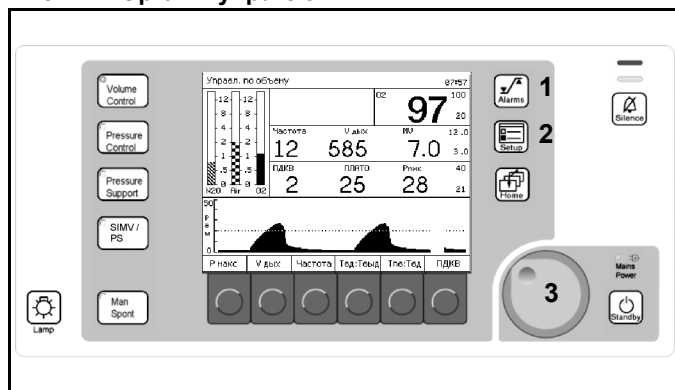 Volume
Control
Pressure
Control
Pressure
Support
SIMV /
PS
Man
Spont
Lamp
Управл. по объему 07:57
12 12
8 8
4 4
2 2
1 1
.5 .5
0 0
N2O Air O2
O2 97 100
20
Частота V дых MV 12.0
12 585 7.0 3.0
ПДКВ ПЛАТО Рпик 40
2 25 28 21
50
Р
а
м
0
Р макс V дых Частота Твд:Твыд Тпл:Твд ПДКВ
Alarms 1
Setup 2
Home
3
Silence
Mains
Power
Standby